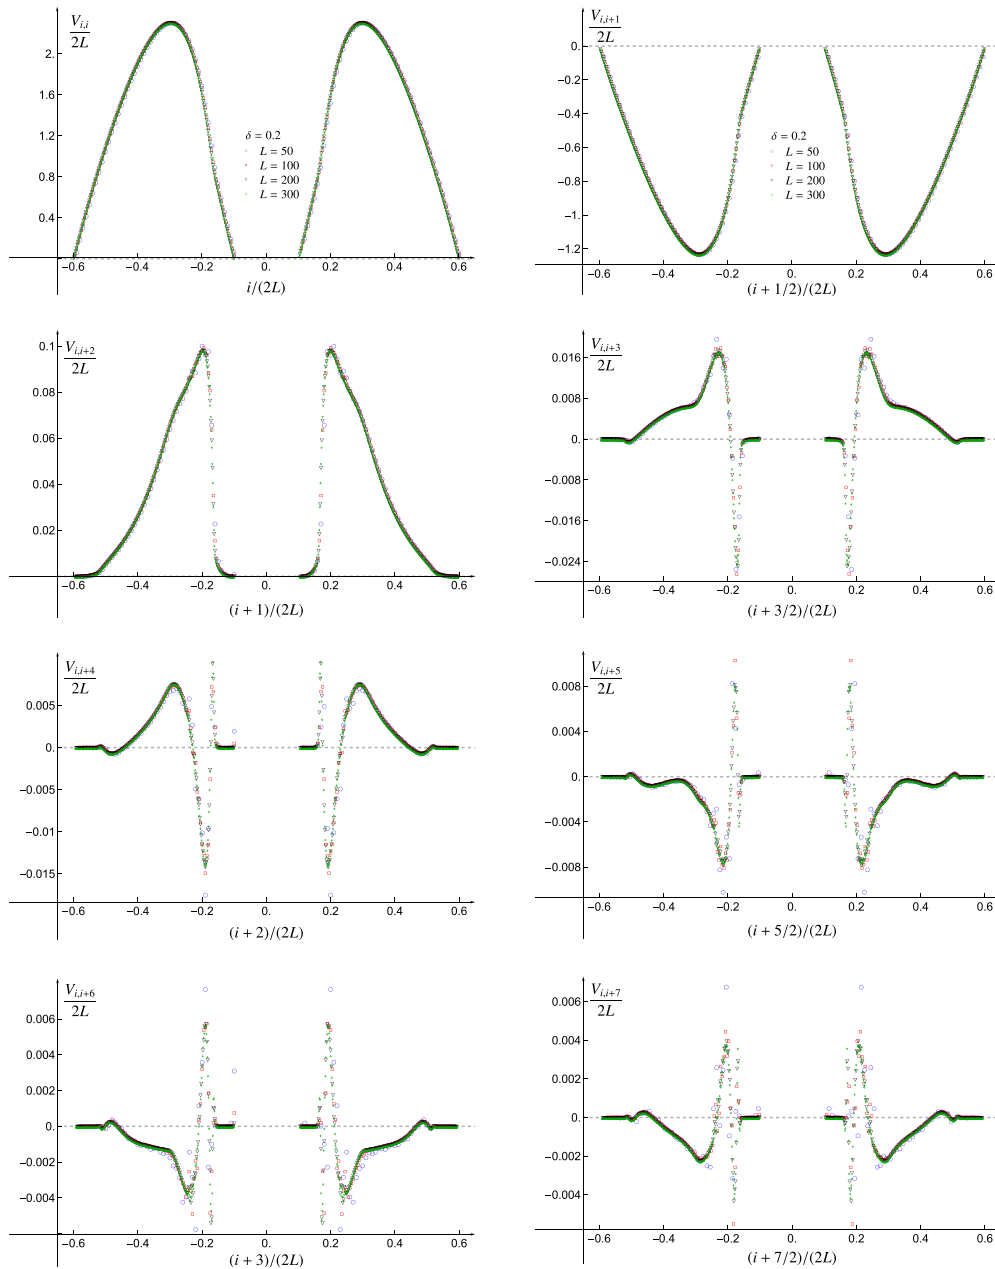 V_{i,i}/2L
2.
1.6
1.2
0.8
0.4
δ = 0.2
L = 50
L = 100
L = 200
L = 300
−0.6 −0.4 −0.2 0. 0.2 0.4 0.6
i/(2L)
V_{i,i+1}/2L
0.
−0.2
−0.4
−0.6
−0.8
−1.
−1.2
δ = 0.2
L = 50
L = 100
L = 200
L = 300
−0.6 −0.4 −0.2 0. 0.2 0.4 0.6
(i + 1/2)/(2L)
V_{i,i+2}/2L
0.1
0.08
0.06
0.04
0.02
−0.6 −0.4 −0.2 0. 0.2 0.4 0.6
(i + 1)/(2L)
V_{i,i+3}/2L
0.016
0.008
0.
−0.008
−0.016
−0.024
−0.6 −0.4 −0.2 0. 0.2 0.4 0.6
(i + 3/2)/(2L)
V_{i,i+4}/2L
0.005
0.
−0.005
−0.01
−0.015
−0.6 −0.4 −0.2 0. 0.2 0.4 0.6
(i + 2)/(2L)
V_{i,i+5}/2L
0.008
0.004
0.
−0.004
−0.008
−0.6 −0.4 −0.2 0. 0.2 0.4 0.6
(i + 5/2)/(2L)
V_{i,i+6}/2L
0.006
0.004
0.002
0.
−0.002
−0.004
−0.6 −0.4 −0.2 0. 0.2 0.4 0.6
(i + 3)/(2L)
V_{i,i+7}/2L
0.006
0.004
0.002
0.
−0.002
−0.004
−0.6 −0.4 −0.2 0. 0.2 0.4 0.6
(i + 7/2)/(2L)